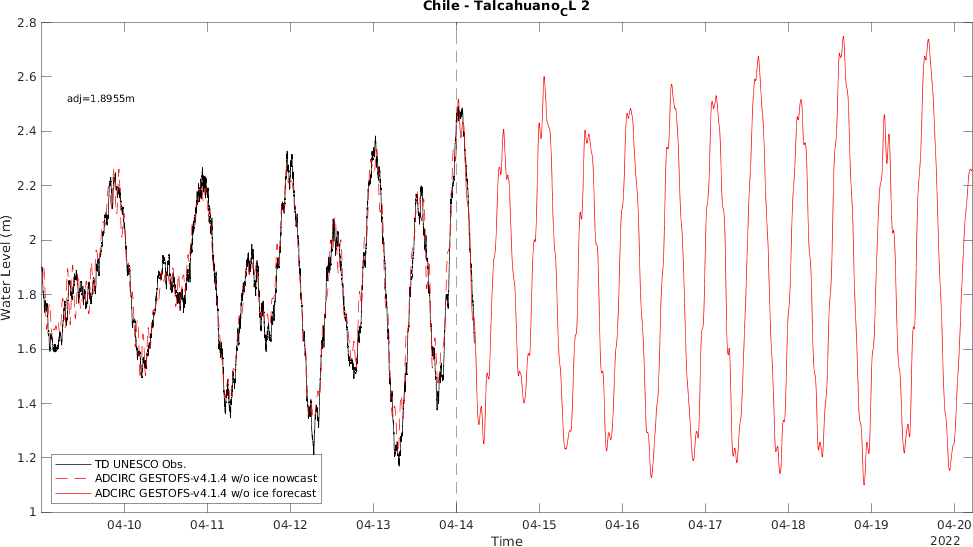 Chile - Talcahuano_CL 2
adj=1.8955m
Water Level (m)
2.8
2.6
2.4
2.2
2
1.8
1.6
1.4
1.2
1
TD UNESCO Obs.
ADCIRC GESTOFS-v4.1.4 w/o ice nowcast
ADCIRC GESTOFS-v4.1.4 w/o ice forecast
04-10 04-11 04-12 04-13 04-14 04-15 04-16 04-17 04-18 04-19 04-20
Time
2022